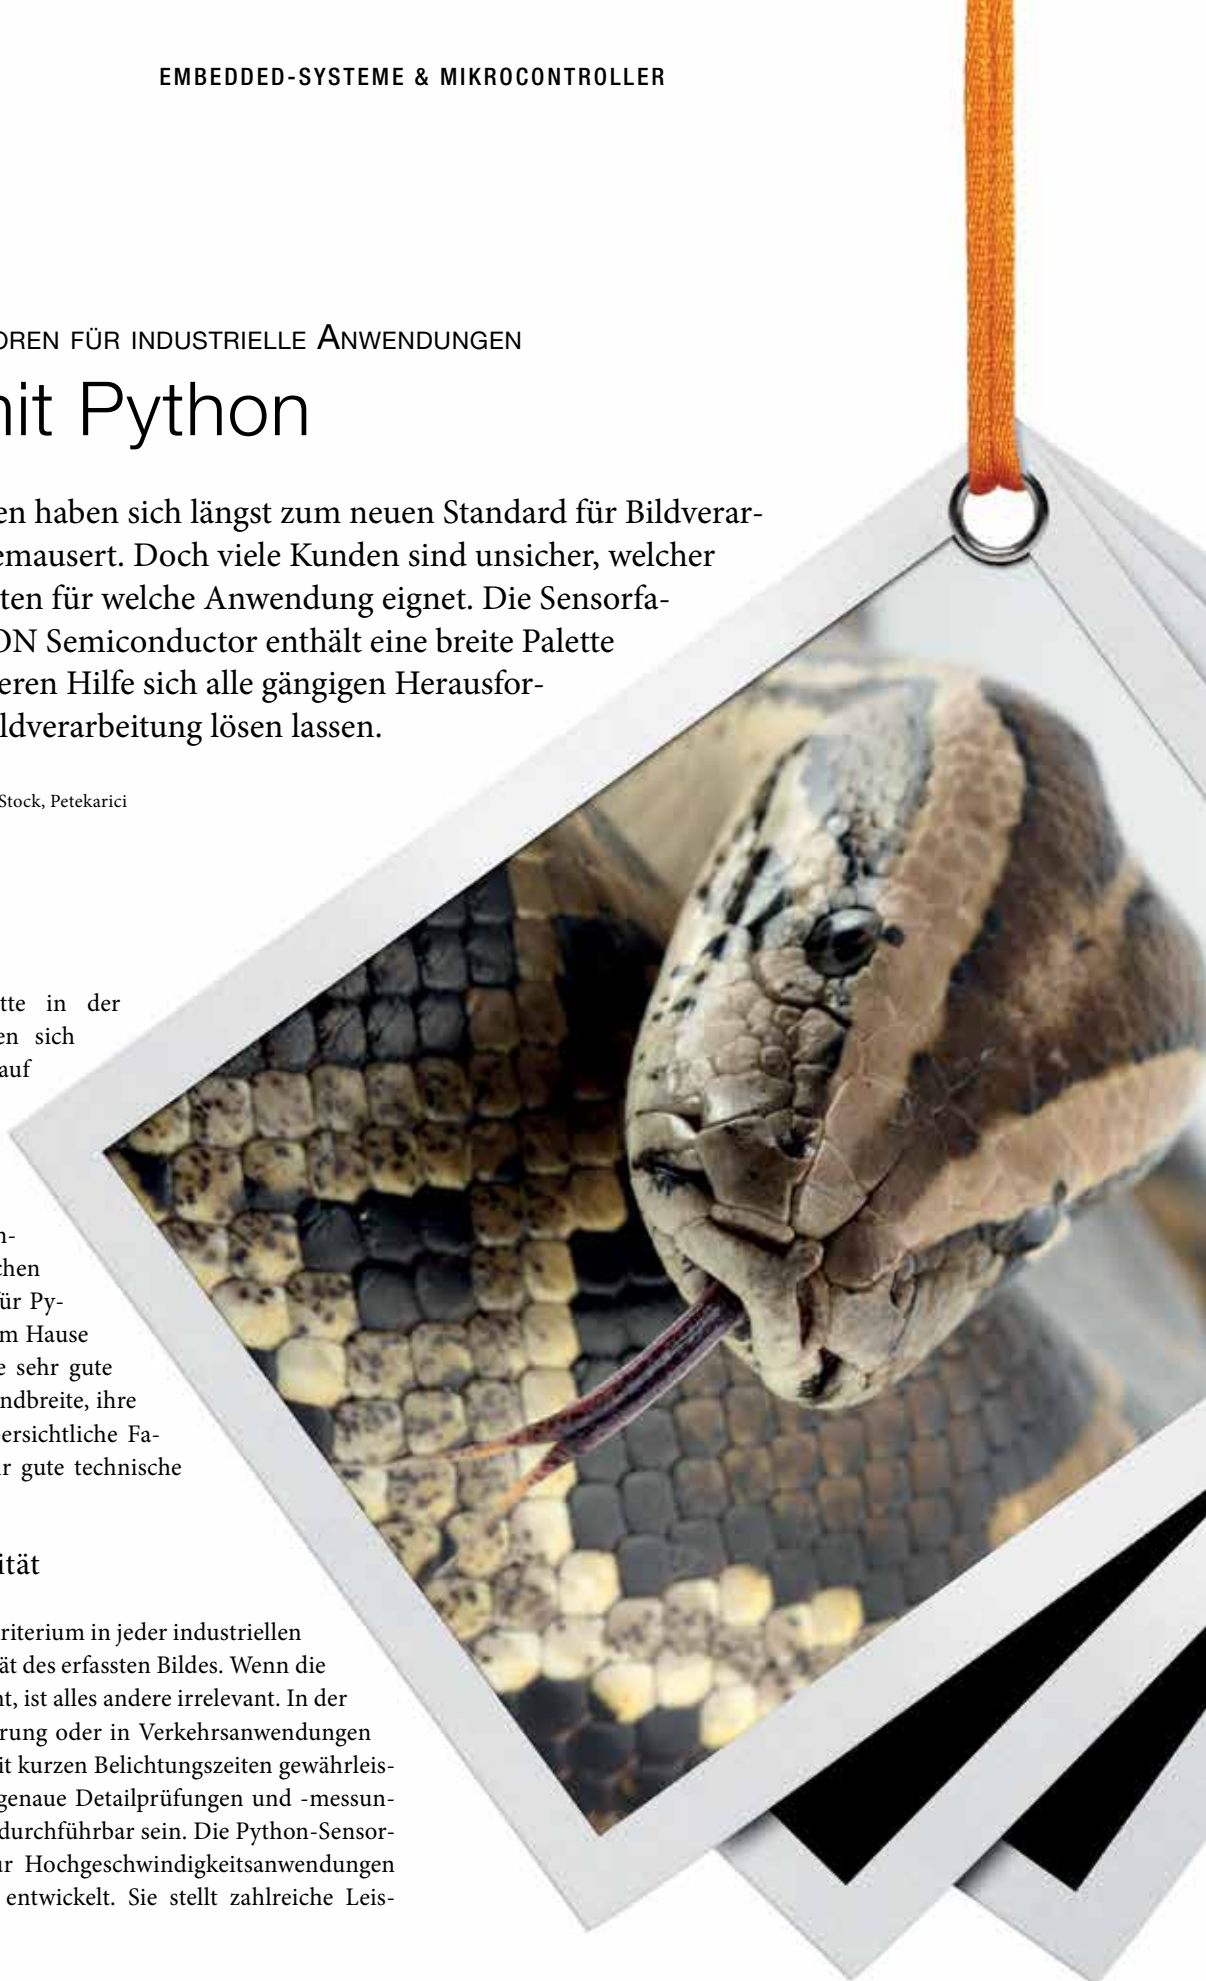 EMBEDDED-SYSTEME & MIKROCONTROLLER
OREN FÜR INDUSTRIELLE ANWENDUNGEN
it Python
en haben sich längst zum neuen Standard für Bildverar-
emausert. Doch viele Kunden sind unsicher, welcher
ten für welche Anwendung eignet. Die Sensorfa-
ON Semiconductor enthält eine breite Palette
eren Hilfe sich alle gängigen Herausfor-
ldverarbeitung lösen lassen.
Stock, Petekarici
tte in der
en sich
auf
n-
chen
ür Py-
m Hause
e sehr gute
ndbreite, ihre
ersichtliche Fa-
r gute technische
ität
riterium in jeder industriellen
ät des erfassten Bildes. Wenn die
nt, ist alles andere irrelevant. In der
rung oder in Verkehrsanwendungen
it kurzen Belichtungszeiten gewährleis-
genaue Detailprüfungen und -messun-
durchführbar sein. Die Python-Sensor-
ur Hochgeschwindigkeitsanwendungen
entwickelt. Sie stellt zahlreiche Leis-